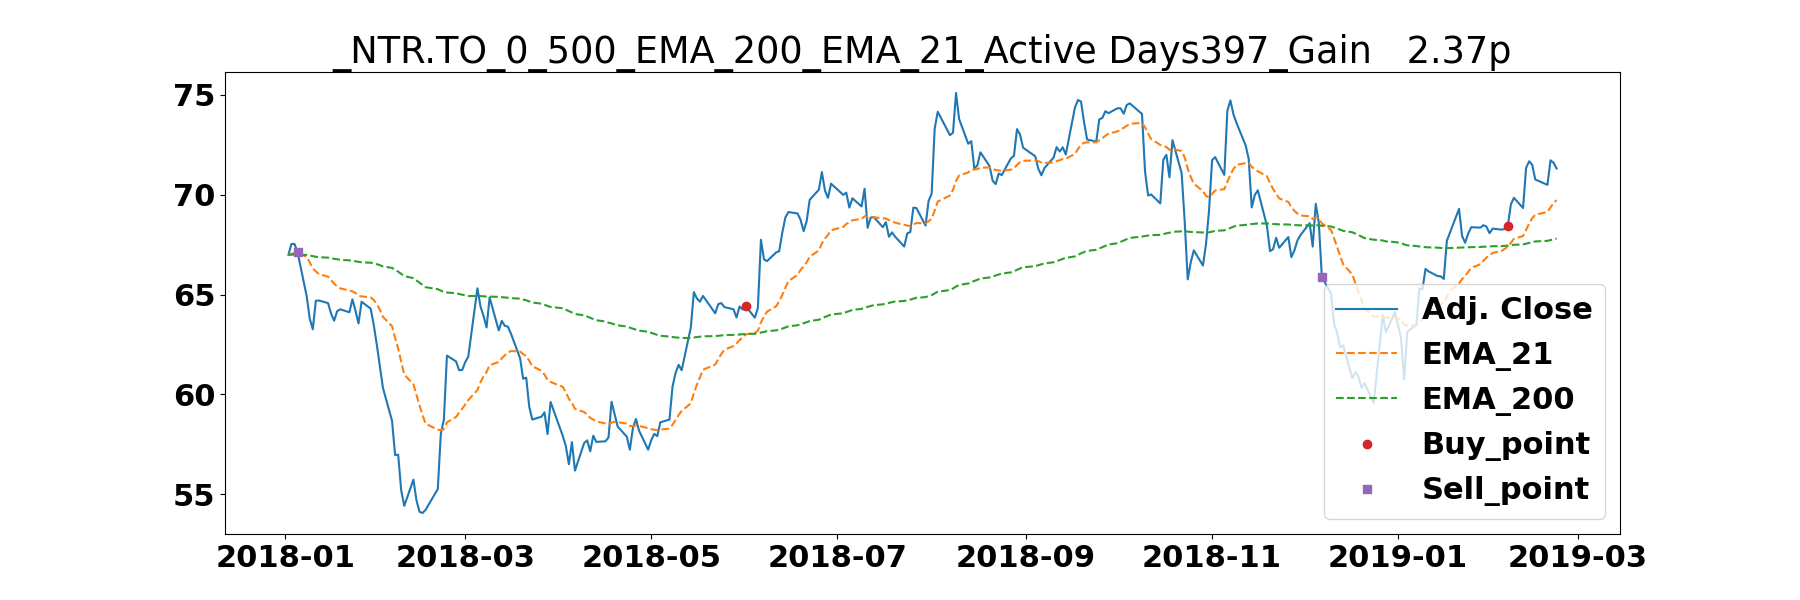 _NTR.TO_0_500_EMA_200_EMA_21_Active Days397_Gain   2.37p
75
70
65
60
55
2018-01 2018-03 2018-05 2018-07 2018-09 2018-11 2019-01 2019-03
Adj. Close
EMA_21
EMA_200
Buy_point
Sell_point